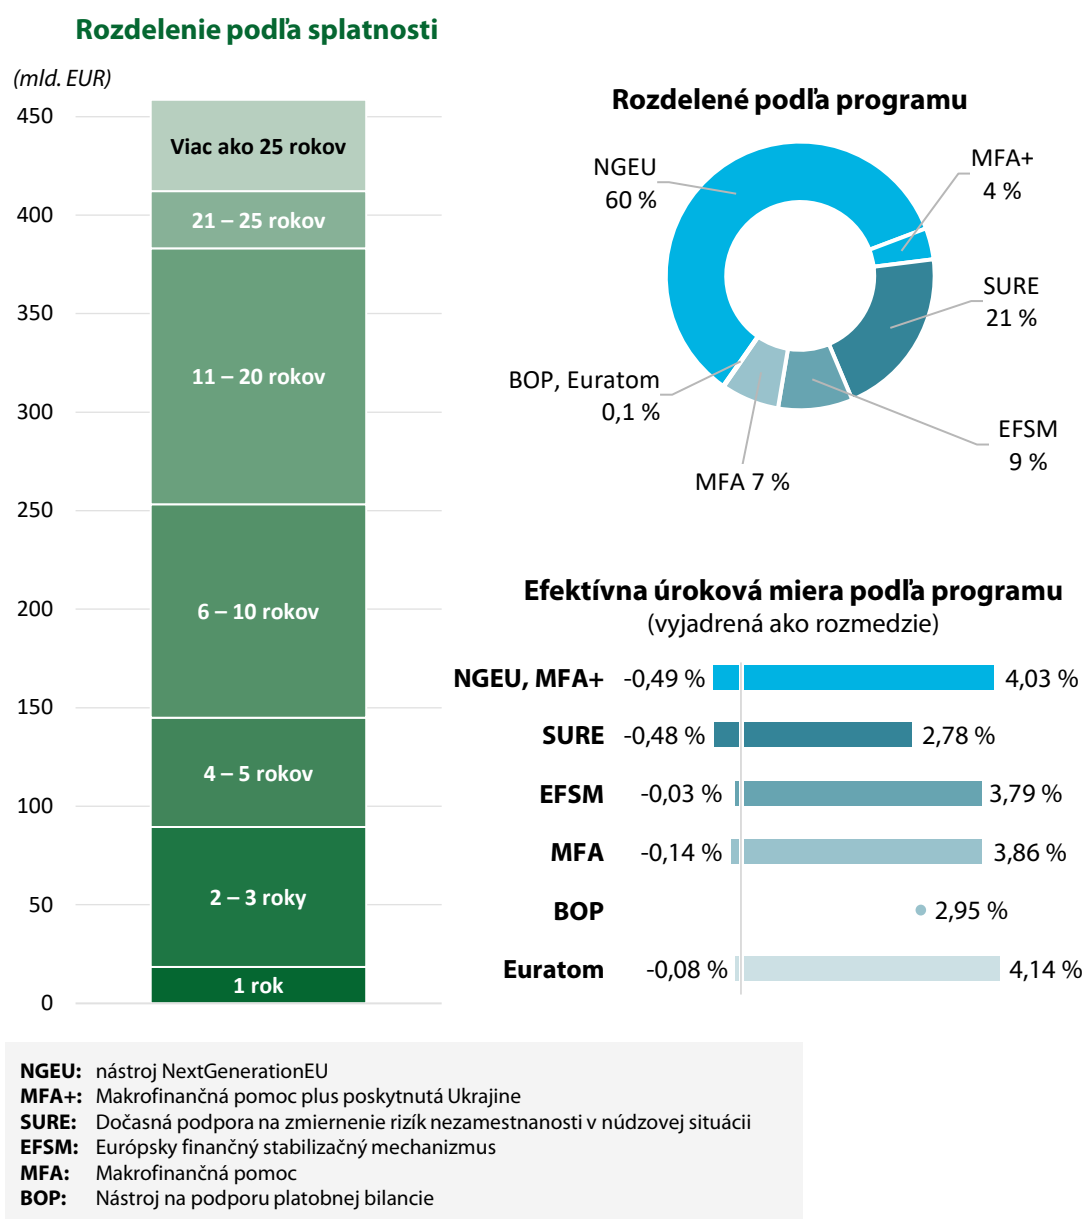 Rozdelenie podľa splatnosti
(mld. EUR)
450
400
350
300
250
200
150
100
50
0
Viac ako 25 rokov
21 – 25 rokov
11 – 20 rokov
6 – 10 rokov
4 – 5 rokov
2 – 3 roky
1 rok
Rozdelené podľa programu
NGEU
60 %
MFA+
4 %
SURE
21 %
EFSM
9 %
MFA 7 %
BOP, Euratom
0,1 %
Efektívna úroková miera podľa programu
(vyjadrená ako rozmedzie)
NGEU, MFA+ -0,49 % 4,03 %
SURE -0,48 % 2,78 %
EFSM -0,03 % 3,79 %
MFA -0,14 % 3,86 %
BOP 2,95 %
Euratom -0,08 % 4,14 %
NGEU: nástroj NextGenerationEU
MFA+: Makrofinančná pomoc plus poskytnutá Ukrajine
SURE: Dočasná podpora na zmiernenie rizík nezamestnanosti v núdzovej situácii
EFSM: Európsky finančný stabilizačný mechanizmus
MFA: Makrofinančná pomoc
BOP: Nástroj na podporu platobnej bilancie